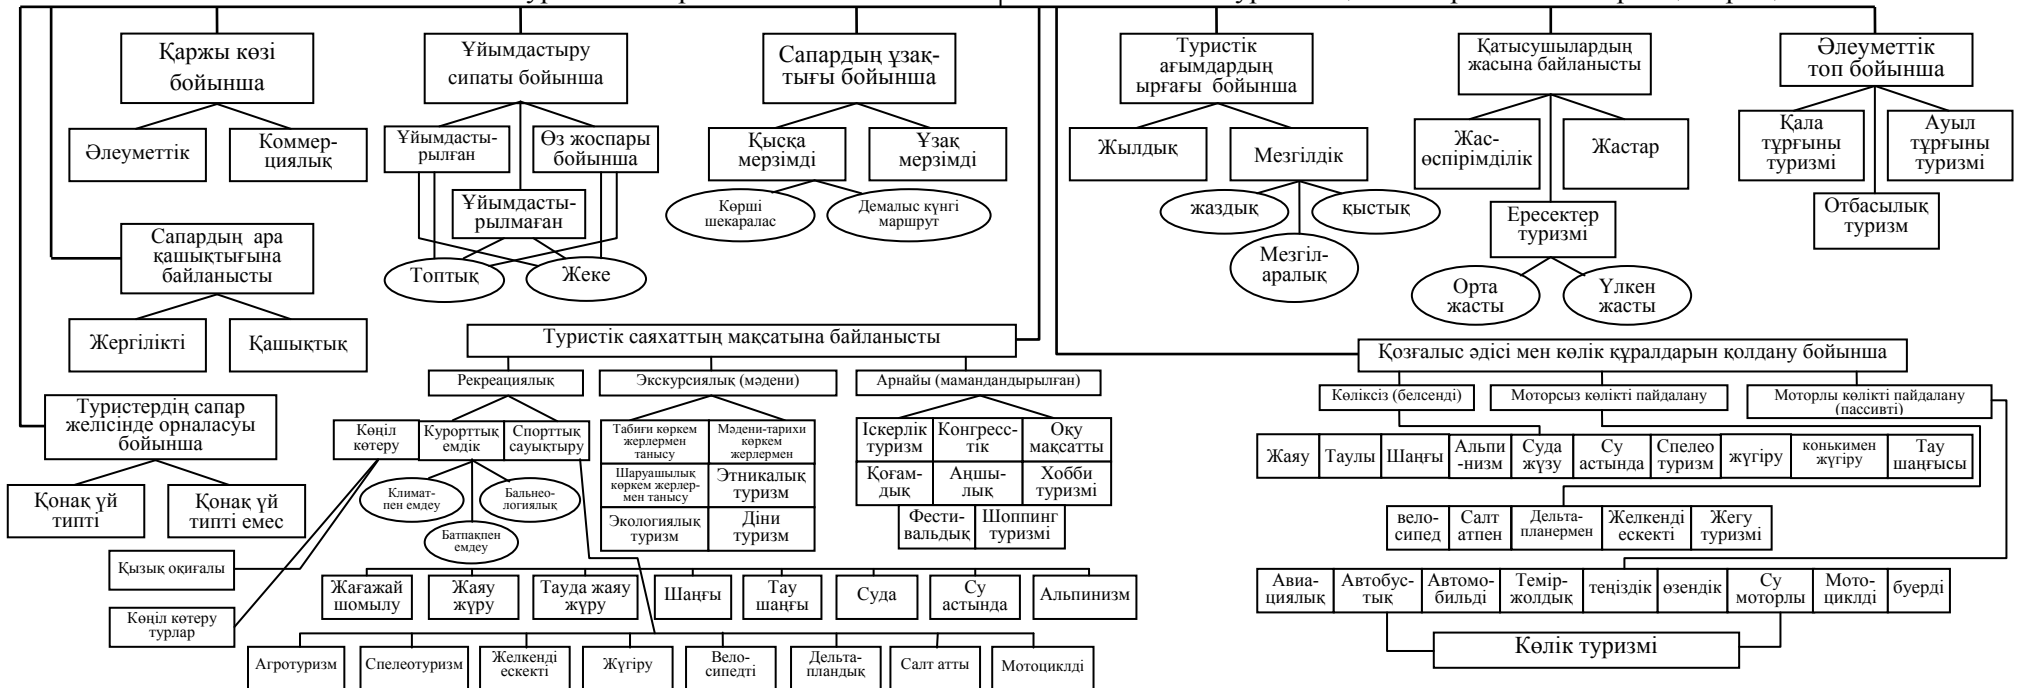 Қаржы көзі
бойынша
Әлеуметтік
Коммер-
циялық
Ұйымдастыру
сипаты бойынша
Ұйымдасты-
рылған
Өз жоспары
бойынша
Ұйымдасты-
рылмаған
Топтық
Жеке
Сапардың ұзақ-
тығы бойынша
Қысқа
мерзімді
Ұзақ
мерзімді
Көрші
шекаралас
Демалыс күнгі
маршрут
Туристік
ағымдардың
ырғағы бойынша
Жылдық
Мезгілдік
жаздық
қыстық
Мезгіл-
аралық
Қатысушылардың
жасына байланысты
Жас-
өспірімділік
Жастар
Ересектер
туризмі
Орта
жасты
Үлкен
жасты
Әлеуметтік
топ бойынша
Қала
тұрғыны
туризмі
Ауыл
тұрғыны
туризмі
Отбасылық
туризм
Сапардың ара
қашықтығына
байланысты
Жергілікті
Қашықтық
Туристердің сапар
желісінде орналасуы
бойынша
Қонақ үй
типті
Қонақ үй
типті емес
Туристік саяхаттың мақсатына байланысты
Рекреациялық
Көңіл
көтеру
Курорттық
емдік
Спорттық
сауықтыру
Климат-
пен емдеу
Бальнео-
логиялық
Батпақпен
емдеу
Қызық оқиғалы
Көңіл көтеру
турлар
Экскурсиялық (мәдени)
Табиғи көркем
жерлермен
танысу
Мәдени-тарихи
көркем
жерлермен
Шаруашылық
көркем жерлер-
мен танысу
Этникалық
туризм
Экологиялық
туризм
Діни
туризм
Арнайы (мамандандырылған)
Іскерлік
туризм
Конгресс-
тік
Оқу
мақсатты
Қоғам-
дық
Аңшы-
лық
Хобби
туризмі
Фести-
вальдық
Шоппинг
туризмі
Жағажай
шомылу
Жаяу
жүру
Тауда жаяу
жүру
Шаңғы
Тау
шаңғы
Суда
Су
астында
Альпинизм
Агротуризм
Спелеотуризм
Желкенді
ескекті
Жүгіру
Вело-
сипедті
Дельта-
пландық
Салт атты
Мотоциклді
Қозғалыс әдісі мен көлік құралдарын қолдану бойынша
Көліксіз (белсенді)
Моторсыз көлікті пайдалану
Моторлы көлікті пайдалану
(пассивті)
Жаяу
Таулы
Шаңғы
Альпи
-низм
Суда
жүзу
Су
астында
Спелео
туризм
жүгіру
конькимен
жүгіру
Тау
шаңғысы
вело-
сипед
Салт
атпен
Дельта-
планермен
Желкенді
ескекті
Жегу
туризмі
Авиа-
циялық
Автобус-
тық
Автомо-
бильді
Темір-
жолдық
теңіздік
өзендік
Су
моторлы
Мото-
циклді
буерді
Көлік туризмі